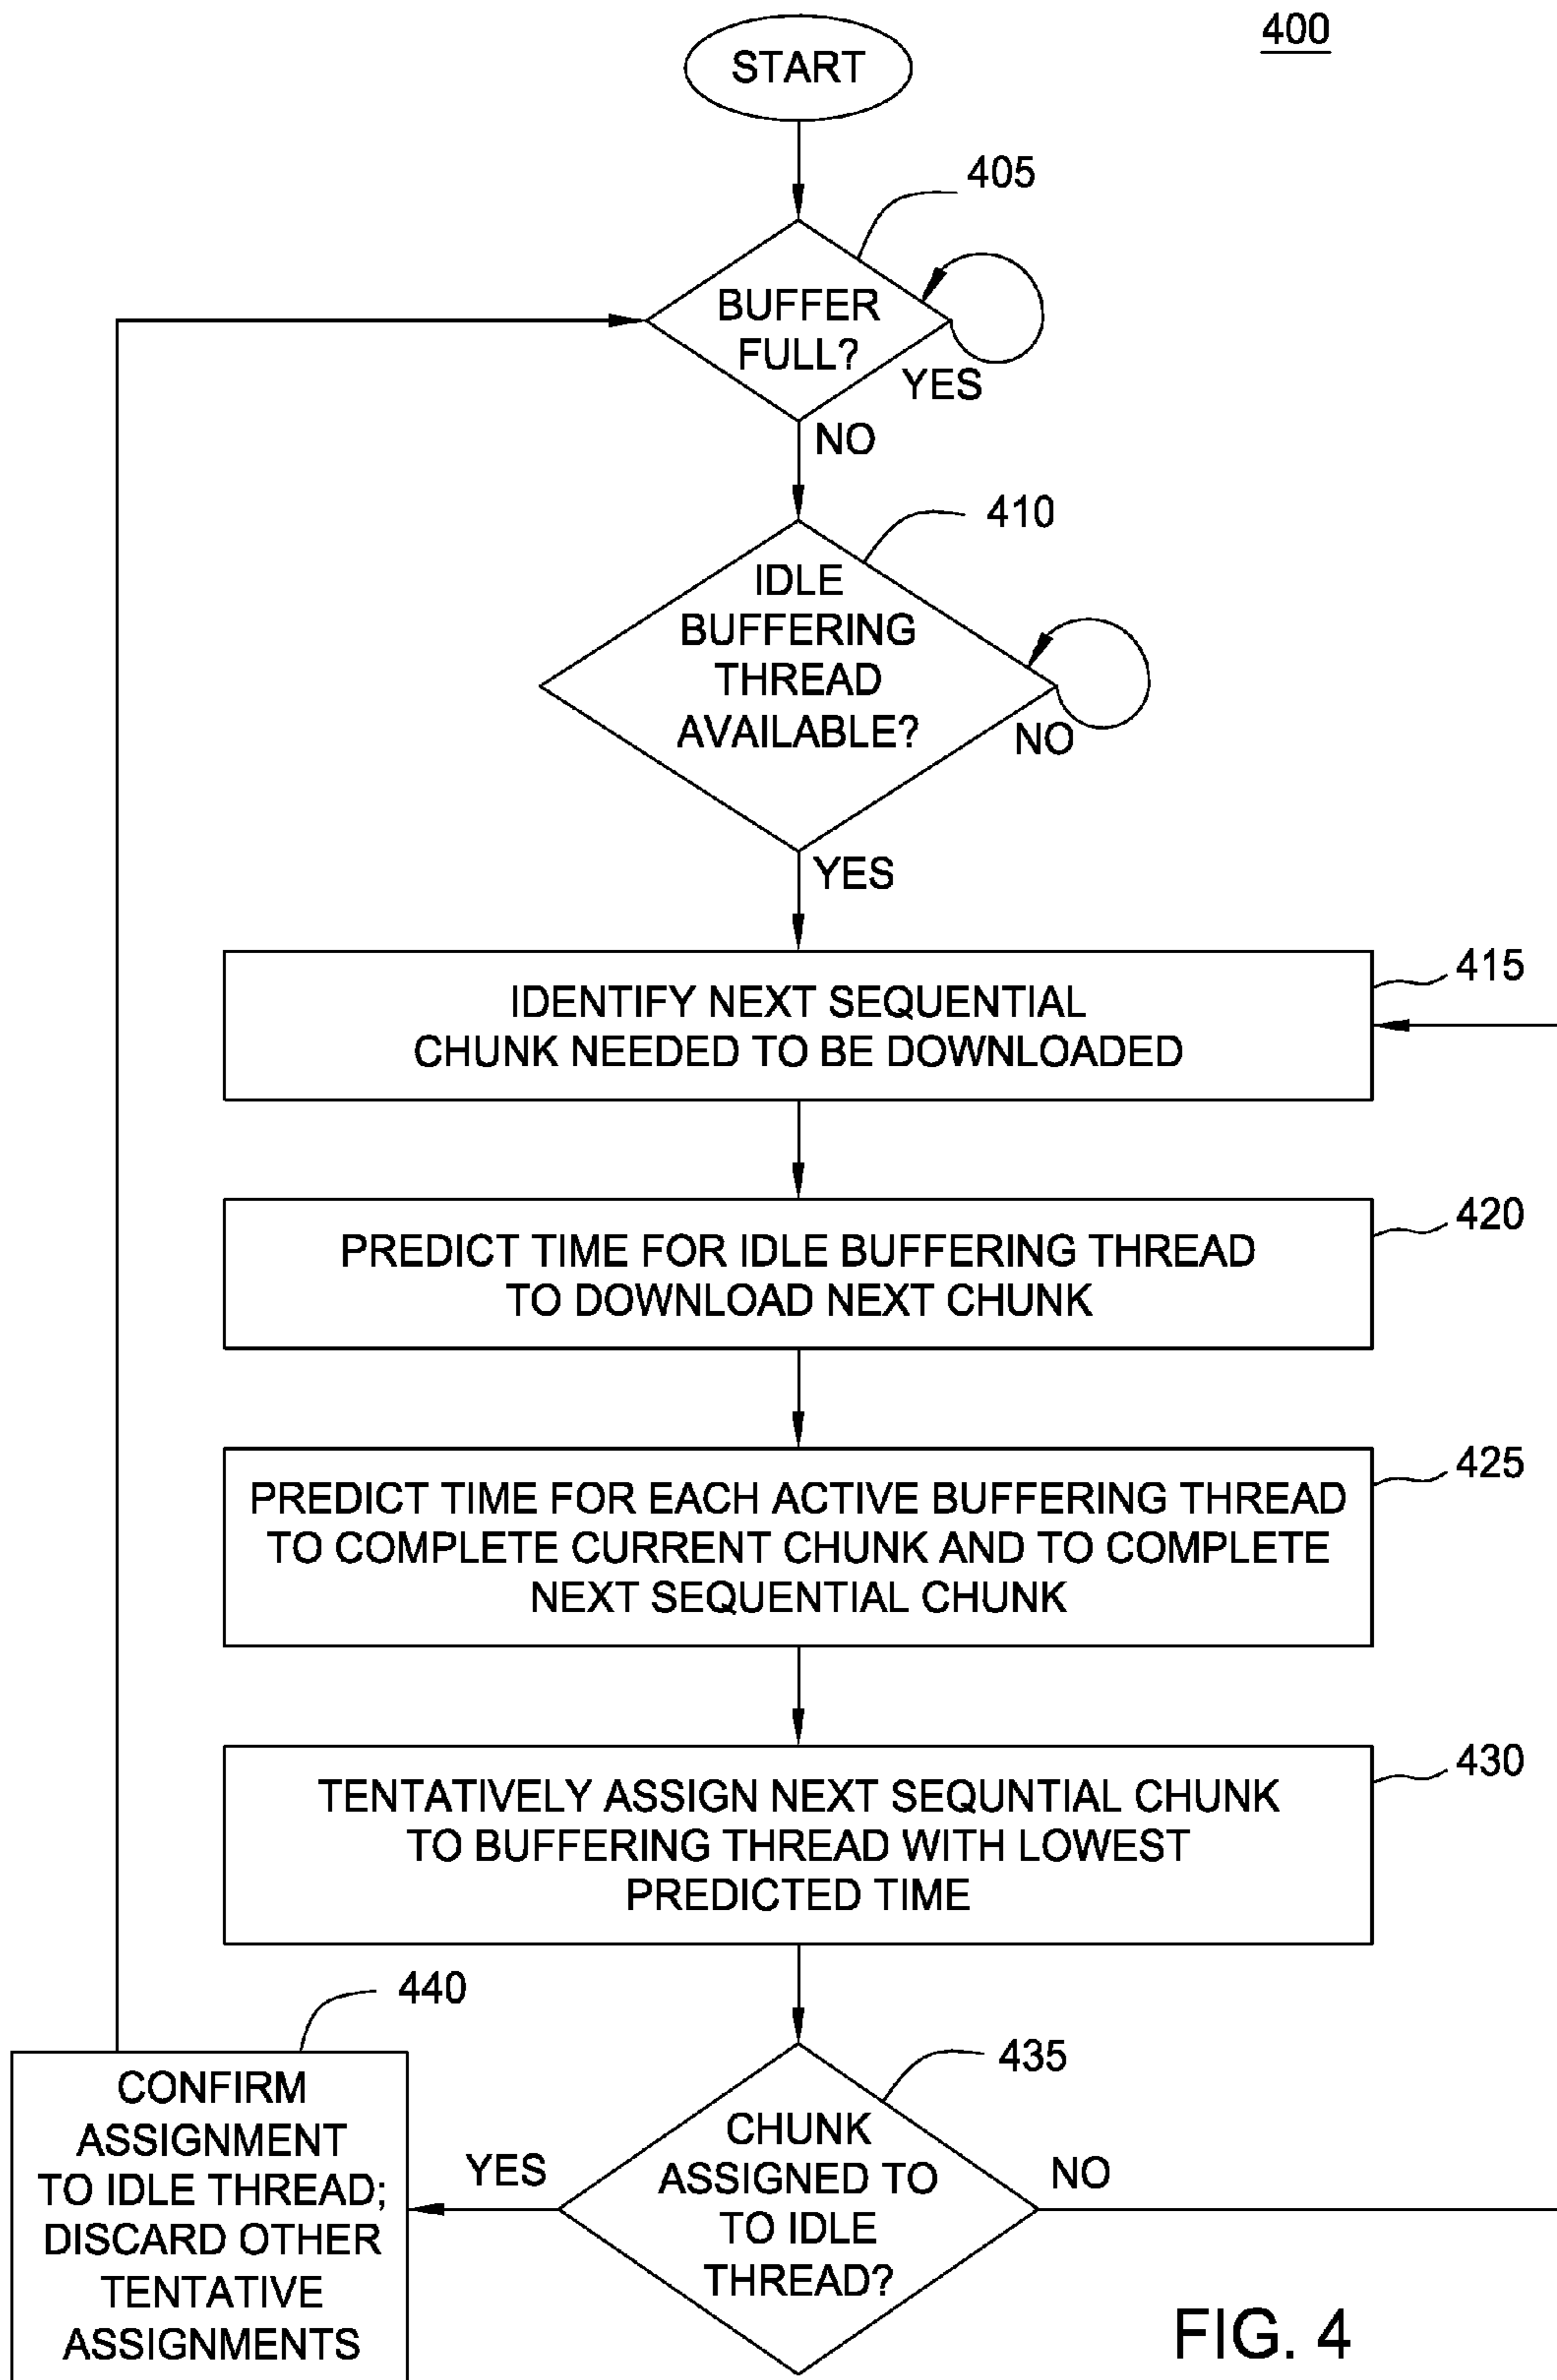 400
START
405
BUFFER
FULL?
YES
NO
410
IDLE
BUFFERING
THREAD
AVAILABLE?
NO
YES
415
IDENTIFY NEXT SEQUENTIAL
CHUNK NEEDED TO BE DOWNLOADED
420
PREDICT TIME FOR IDLE BUFFERING THREAD
TO DOWNLOAD NEXT CHUNK
425
PREDICT TIME FOR EACH ACTIVE BUFFERING THREAD
TO COMPLETE CURRENT CHUNK AND TO COMPLETE
NEXT SEQUENTIAL CHUNK
430
TENTATIVELY ASSIGN NEXT SEQUNTIAL CHUNK
TO BUFFERING THREAD WITH LOWEST
PREDICTED TIME
440
CONFIRM
ASSIGNMENT
TO IDLE THREAD;
DISCARD OTHER
TENTATIVE
ASSIGNMENTS
YES
435
CHUNK
ASSIGNED TO
TO IDLE
THREAD?
NO
FIG. 4